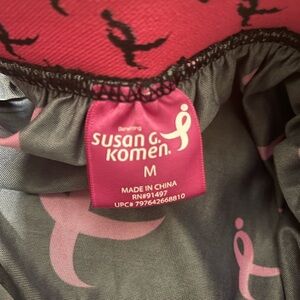 Benefiting
susan G.
komen.
M
MADE IN CHINA
RN#91497
UPC# 797642668810